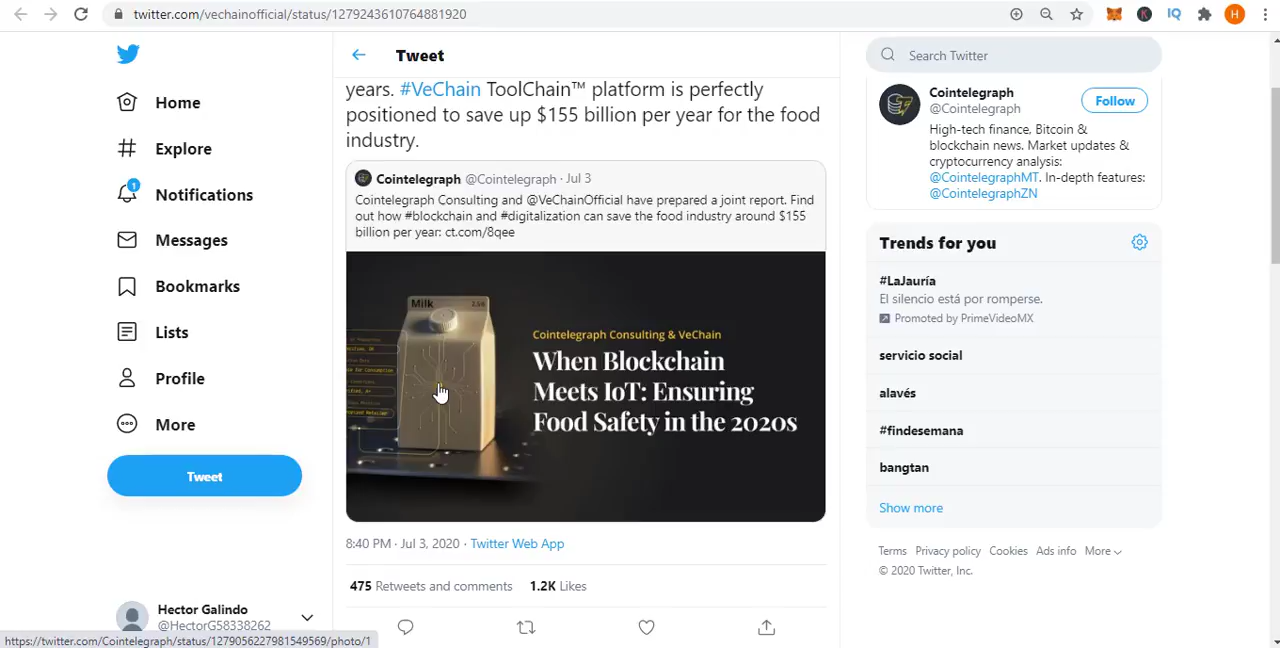 twitter.com/vechainofficial/status/1279243610764881920
IQ
H
Home
Explore
1
Notifications
Messages
Bookmarks
Lists
Profile
More
Tweet
Hector Galindo
@HectorG58338262
https://twitter.com/Cointelegraph/status/1279056227981549569/photo/1
Tweet
years. #VeChain ToolChain™ platform is perfectly
positioned to save up $155 billion per year for the food
industry.
Cointelegraph @Cointelegraph · Jul 3
Cointelegraph Consulting and @VeChainOfficial have prepared a joint report. Find
out how #blockchain and #digitalization can save the food industry around $155
billion per year: ct.com/8qee
Milk
Cointelegraph Consulting & VeChain
When Blockchain
Meets IoT: Ensuring
Food Safety in the 2020s
8:40 PM · Jul 3, 2020 · Twitter Web App
475 Retweets and comments 1.2K Likes
Search Twitter
Cointelegraph
@Cointelegraph
Follow
High-tech finance, Bitcoin &
blockchain news. Market updates &
cryptocurrency analysis:
@CointelegraphMT. In-depth features:
@CointelegraphZN
Trends for you
#LaJauría
El silencio está por romperse.
Promoted by PrimeVideoMX
servicio social
alavés
#findesemana
bangtan
Show more
Terms Privacy policy Cookies Ads info More
© 2020 Twitter, Inc.